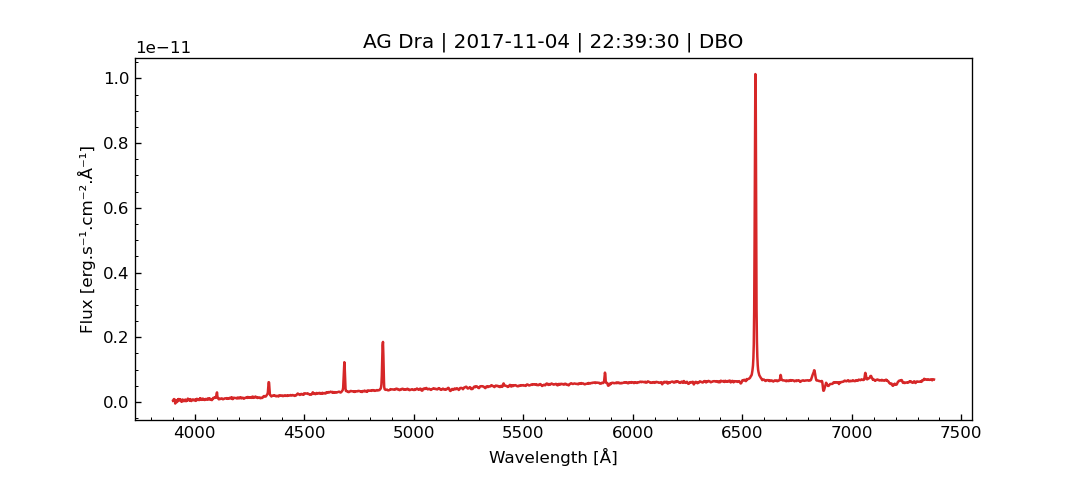 AG Dra | 2017-11-04 | 22:39:30 | DBO
1e−11
1.0
0.8
0.6
0.4
0.2
0.0
Flux [erg.s⁻¹.cm⁻².Å⁻¹]
4000 4500 5000 5500 6000 6500 7000 7500
Wavelength [Å]